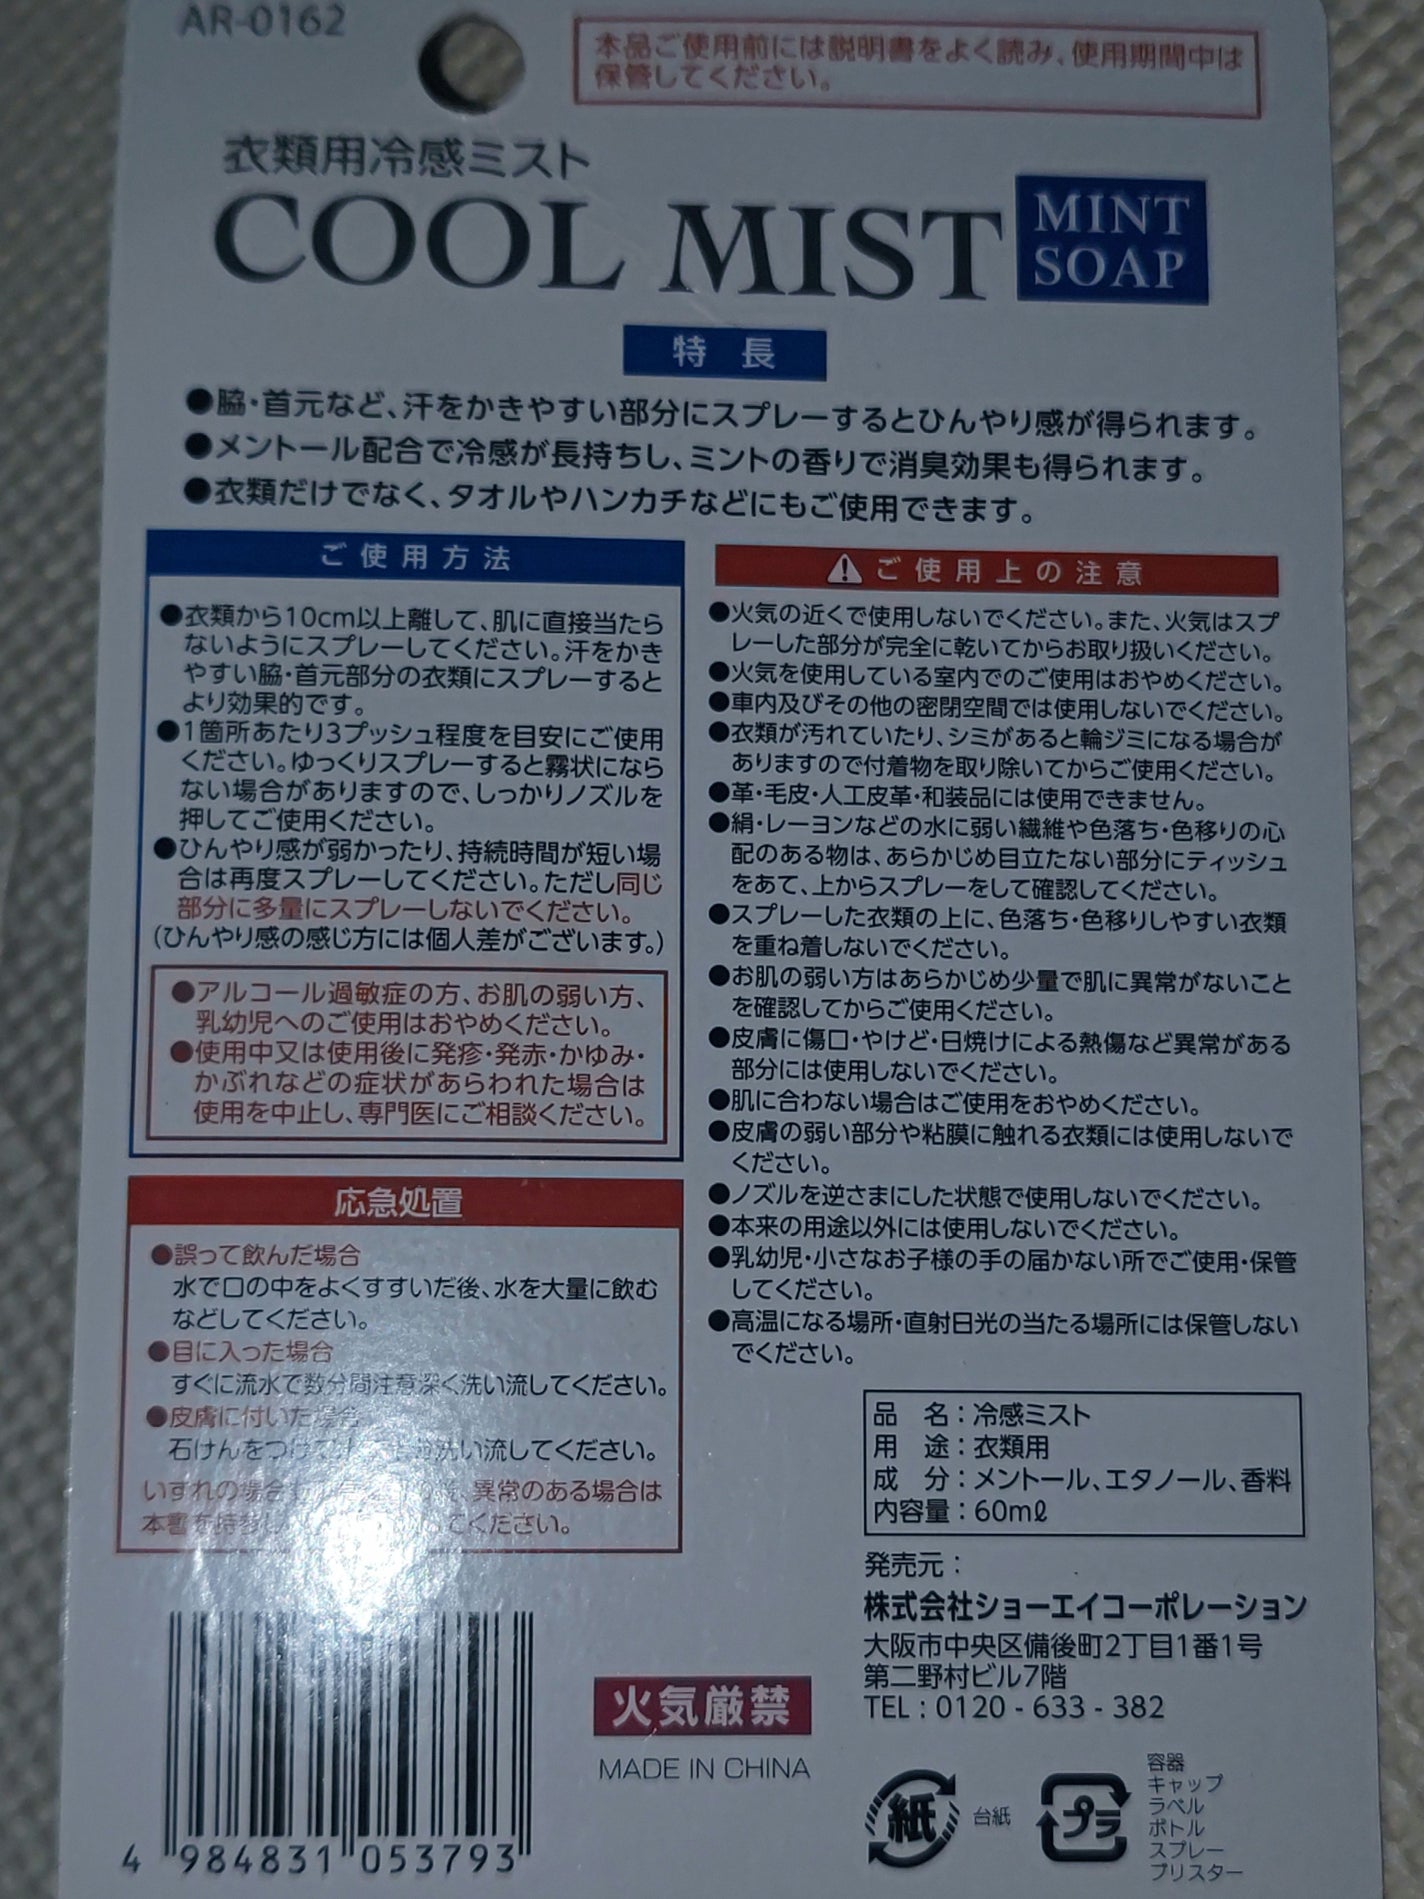 AR-0162
本品ご使用前には説明書をよく読み、使用期間中は
保管してください。
衣類用冷感ミスト
COOL MIST
MINT
SOAP
特長
●脇・首元など、汗をかきやすい部分にスプレーするとひんやり感が得られます。
●メントール配合で冷感が長持ちし、ミントの香りで消臭効果も得られます。
●衣類だけでなく、タオルやハンカチなどにもご使用できます。
ご使用方法
●衣類から10cm以上離して、肌に直接当たら
ないようにスプレーしてください。汗をかき
やすい脇・首元部分の衣類にスプレーすると
より効果的です。
●1箇所あたり3プッシュ程度を目安にご使用
ください。ゆっくりスプレーすると霧状になら
ない場合がありますので、しっかりノズルを
押してご使用ください。
●ひんやり感が弱かったり、持続時間が短い場
合は再度スプレーしてください。ただし同じ
部分に多量にスプレーしないでください。
(ひんやり感の感じ方には個人差がございます。)
●アルコール過敏症の方、お肌の弱い方、
乳幼児へのご使用はおやめください。
●使用中又は使用後に発疹・発赤・かゆみ・
かぶれなどの症状があらわれた場合は
使用を中止し、専門医にご相談ください。
応急処置
●誤って飲んだ場合
水で口の中をよくすすいだ後、水を大量に飲む
などしてください。
●目に入った場合
すぐに流水で数分間注意深く洗い流してください。
●皮膚に付いた場合
石けんをつけて 洗い流してください。
いずれの場合も 異常のある場合は
本書を持参し ください。
ご使用上の注意
●火気の近くで使用しないでください。また、火気はスプ
レーした部分が完全に乾いてからお取り扱いください。
●火気を使用している室内でのご使用はおやめください。
●車内及びその他の密閉空間では使用しないでください。
●衣類が汚れていたり、シミがあると輪ジミになる場合が
ありますので付着物を取り除いてからご使用ください。
●革・毛皮・人工皮革・和装品には使用できません。
●絹・レーヨンなどの水に弱い繊維や色落ち・色移りの心
配のある物は、あらかじめ目立たない部分にティッシュ
をあて、上からスプレーをして確認してください。
●スプレーした衣類の上に、色落ち・色移りしやすい衣類
を重ね着しないでください。
●お肌の弱い方はあらかじめ少量で肌に異常がないこと
を確認してからご使用ください。
●皮膚に傷口・やけど・日焼けによる熱傷など異常がある
部分には使用しないでください。
●肌に合わない場合はご使用をおやめください。
●皮膚の弱い部分や粘膜に触れる衣類には使用しないで
ください。
●ノズルを逆さまにした状態で使用しないでください。
●本来の用途以外には使用しないでください。
●乳幼児・小さなお子様の手の届かない所でご使用・保管
してください。
●高温になる場所・直射日光の当たる場所には保管しない
でください。
品 名:冷感ミスト
用 途:衣類用
成 分:メントール、エタノール、香料
内容量:60mℓ
発売元:
株式会社ショーエイコーポレーション
大阪市中央区備後町2丁目1番1号
第二野村ビル7階
TEL:0120-633-382
火気厳禁
MADE IN CHINA
紙
台紙
プラ
容器
キャップ
ラベル
ボトル
スプレー
ブリスター
4 984831 053793